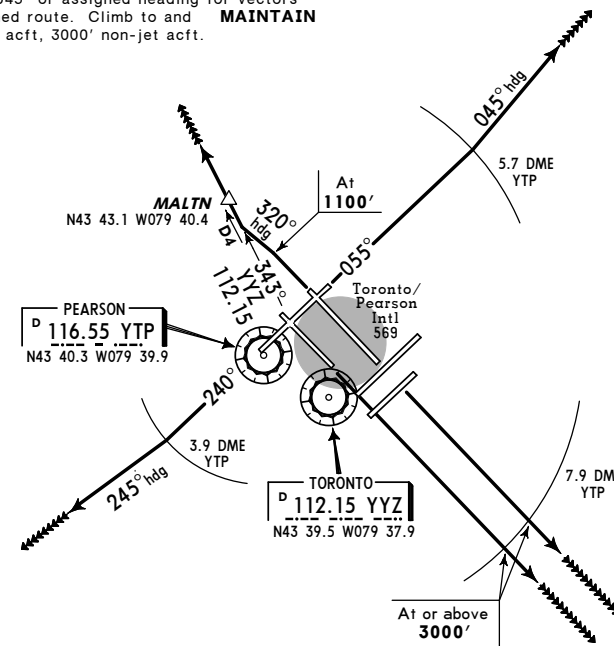 045° or assigned heading for vectors
ed route. Climb to and MAINTAIN
acft, 3000' non-jet acft.
045° hdg
5.7 DME
YTP
At
1100'
MALTN
N43 43.1 W079 40.4
320°
hdg
D4
343°
YYZ
112.15
055°
Toronto/
Pearson
Intl
569
PEARSON
D 116.55 YTP
N43 40.3 W079 39.9
240°
3.9 DME
YTP
245° hdg
TORONTO
D 112.15 YYZ
N43 39.5 W079 37.9
7.9 DM
YTP
At or above
3000'